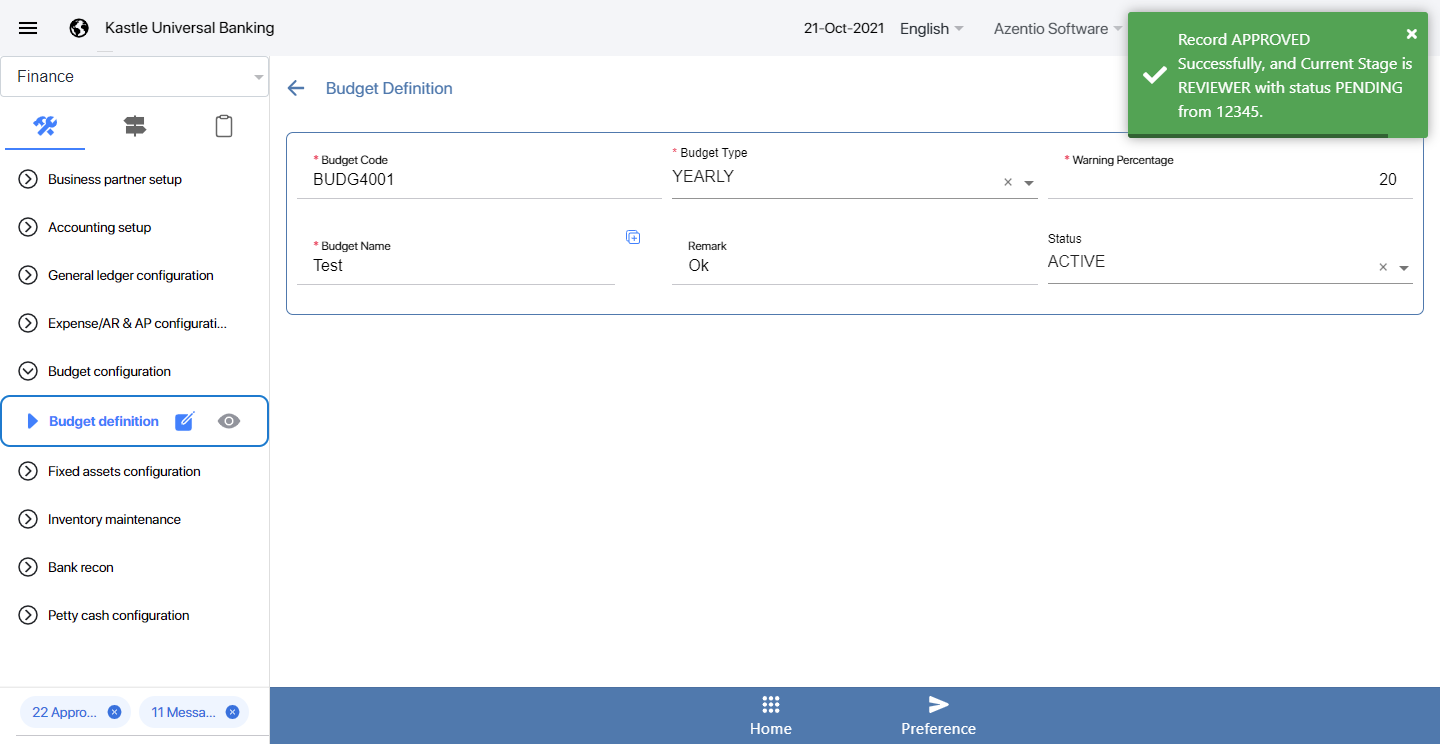 Kastle Universal Banking
21-Oct-2021
English
Azentio Software
Record APPROVED
Successfully, and Current Stage is
REVIEWER with status PENDING
from 12345.
Finance
Business partner setup
Accounting setup
General ledger configuration
Expense/AR & AP configurati...
Budget configuration
Budget definition
Fixed assets configuration
Inventory maintenance
Bank recon
Petty cash configuration
22 Appro...
11 Messa...
Budget Definition
* Budget Code
BUDG4001
* Budget Type
YEARLY
* Warning Percentage
20
* Budget Name
Test
Remark
Ok
Status
ACTIVE
Home
Preference